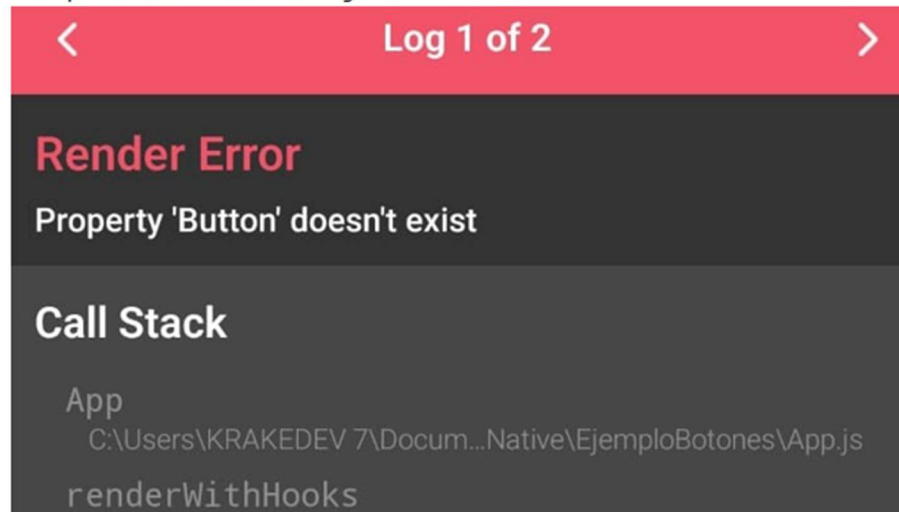 Log 1 of 2
Render Error
Property 'Button' doesn't exist
Call Stack
App
C:\Users\KRAKEDEV 7\Docum...Native\EjemploBotones\App.js
renderWithHooks